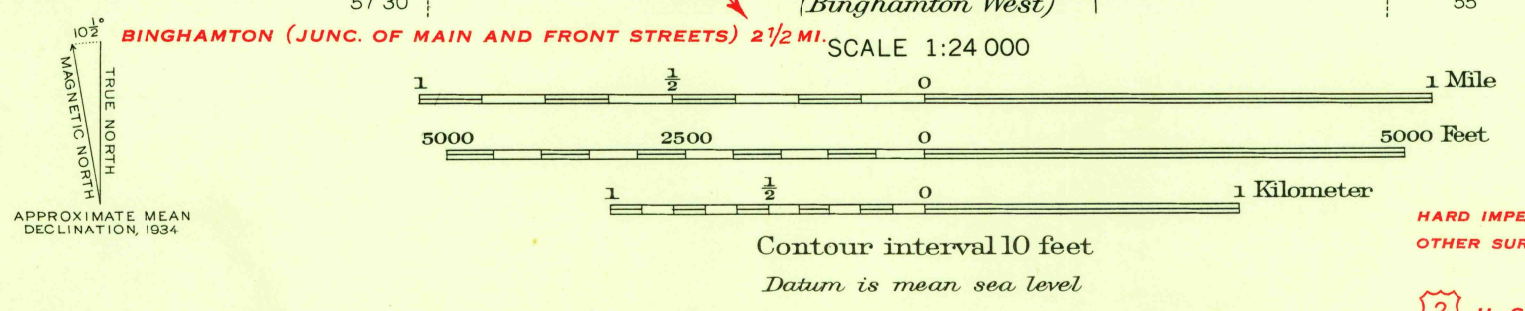 57'30"
(Binghamton West)
55'
10½°
BINGHAMTON (JUNC. OF MAIN AND FRONT STREETS) 2 1/2 MI.
SCALE 1:24 000
MAGNETIC NORTH
TRUE NORTH
1 ½ 0 1 Mile
5000 2500 0 5000 Feet
1 ½ 0 1 Kilometer
APPROXIMATE MEAN
DECLINATION, 1934
HARD IMPE
OTHER SUR
Contour interval 10 feet
Datum is mean sea level